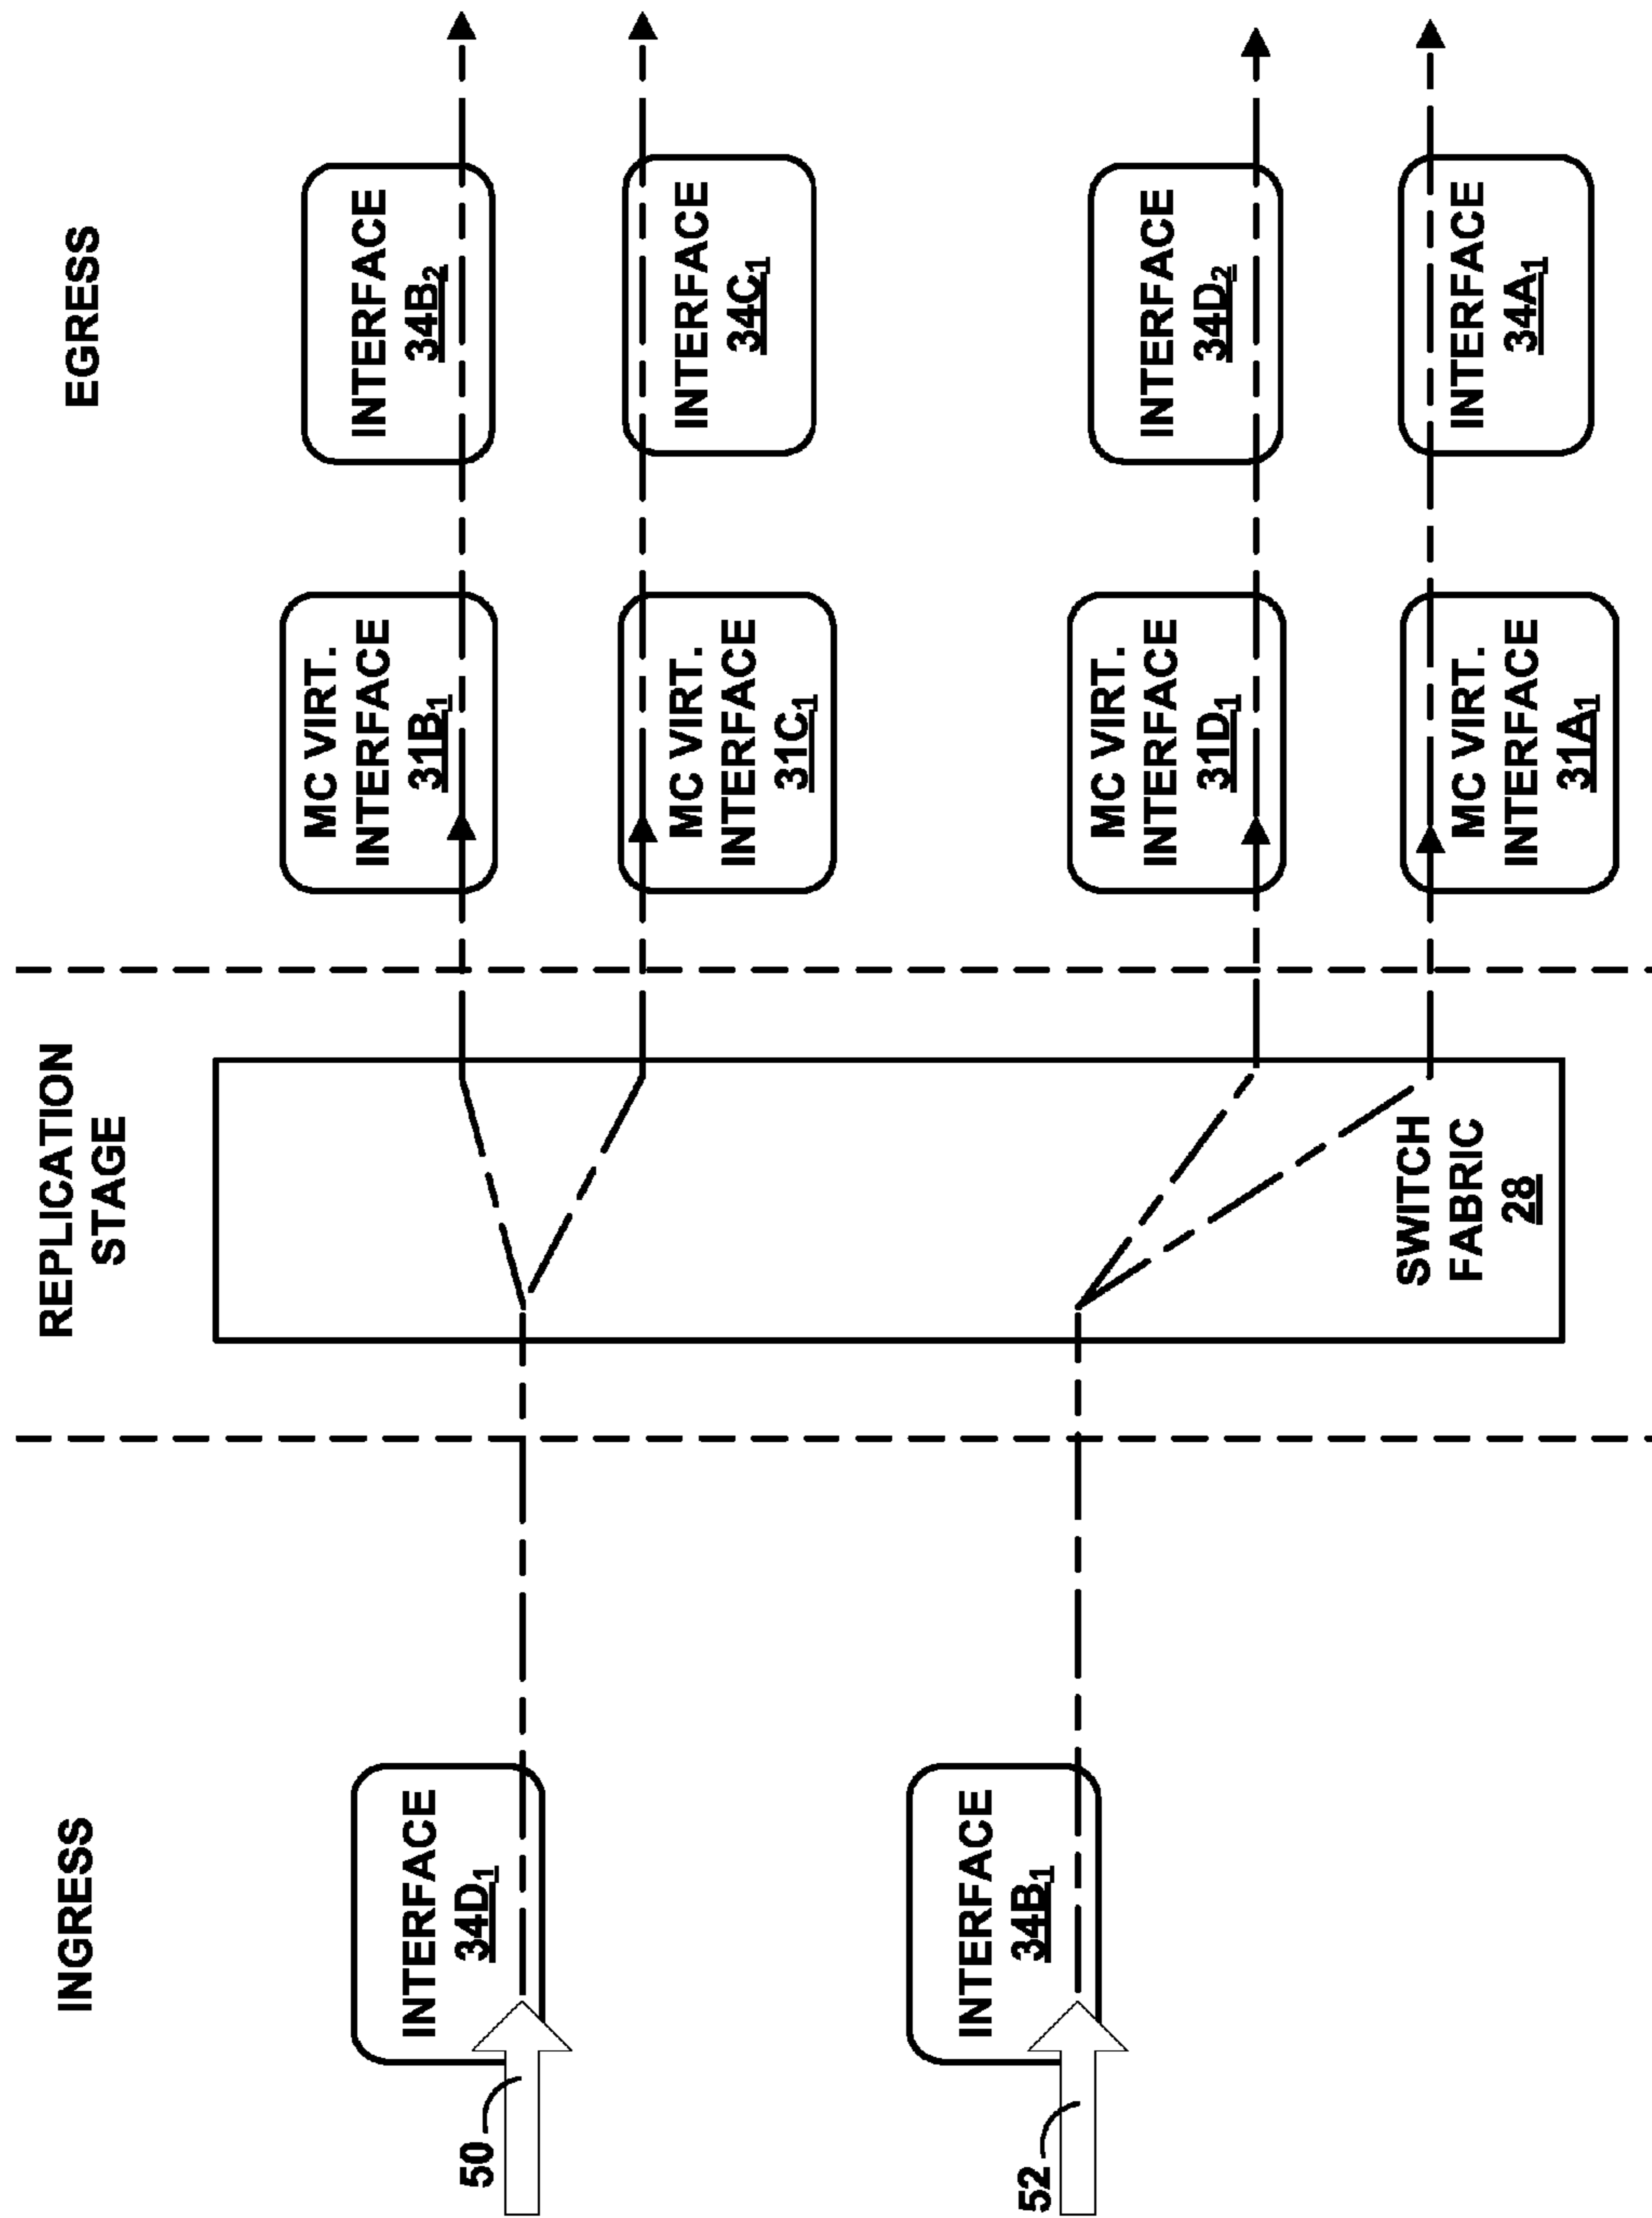 INGRESS
REPLICATION
STAGE
EGRESS
INTERFACE
34D₁
50
INTERFACE
34B₁
52
SWITCH
FABRIC
28
MC VIRT.
INTERFACE
31B₁
INTERFACE
34B₂
MC VIRT.
INTERFACE
31C₁
INTERFACE
34C₁
MC VIRT.
INTERFACE
31D₁
INTERFACE
34D₂
MC VIRT.
INTERFACE
31A₁
INTERFACE
34A₁